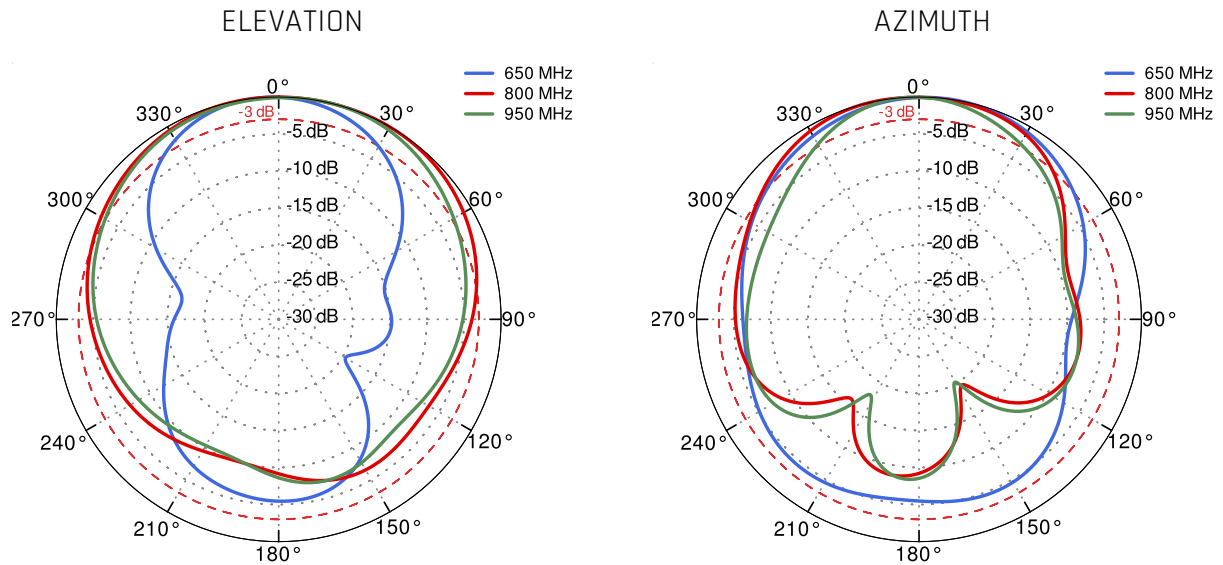 ELEVATION
650 MHz
800 MHz
950 MHz
0°
330°
-3 dB
30°
-5 dB
-10 dB
300°
60°
-15 dB
-20 dB
-25 dB
-30 dB
270°
90°
240°
120°
210°
150°
180°
AZIMUTH
650 MHz
800 MHz
950 MHz
0°
330°
-3 dB
30°
-5 dB
-10 dB
300°
60°
-15 dB
-20 dB
-25 dB
-30 dB
270°
90°
240°
120°
210°
150°
180°